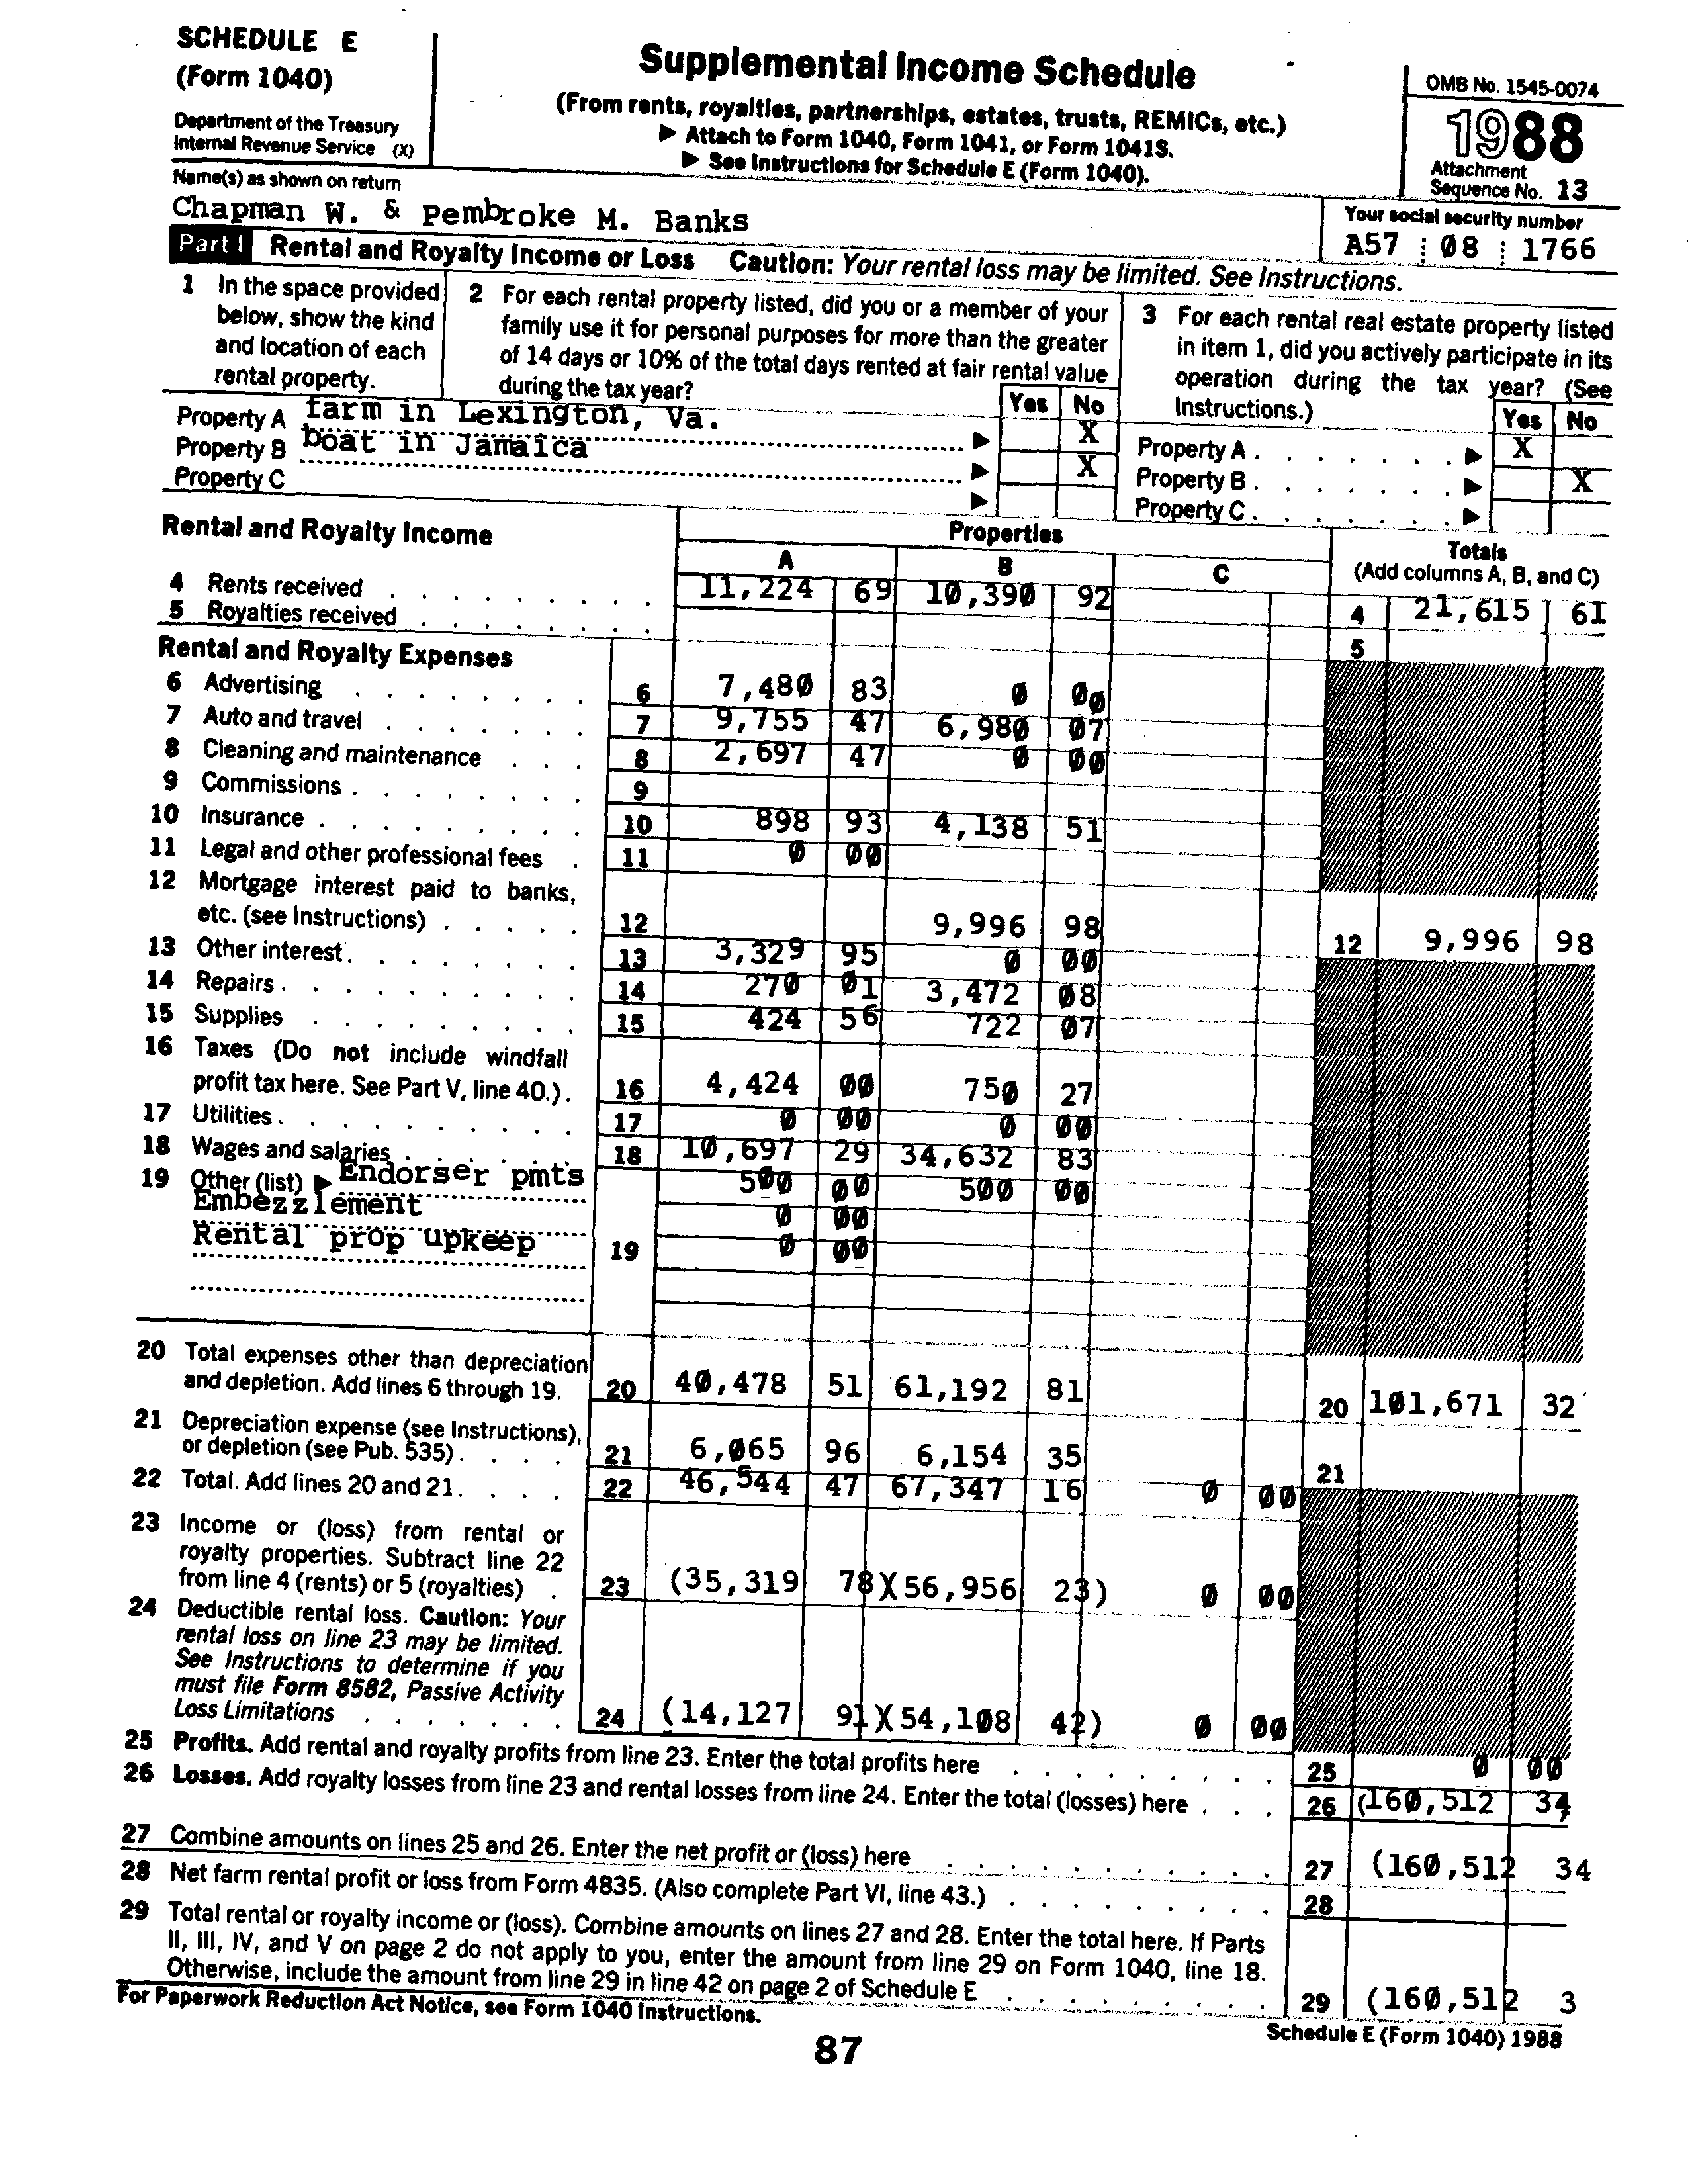 SCHEDULE E
(Form 1040)
Department of the Treasury
Internal Revenue Service (X)
Supplemental Income Schedule
(From rents, royalties, partnerships, estates, trusts, REMICs, etc.)
▶ Attach to Form 1040, Form 1041, or Form 1041S.
▶ See Instructions for Schedule E (Form 1040).
OMB No. 1545-0074
1988
Attachment
Sequence No. 13
Name(s) as shown on return
Chapman W. & Pembroke M. Banks
Your social security number
A57 08 1766
Part I Rental and Royalty Income or Loss Caution: Your rental loss may be limited. See Instructions.
1 In the space provided
below, show the kind
and location of each
rental property.
2 For each rental property listed, did you or a member of your
family use it for personal purposes for more than the greater
of 14 days or 10% of the total days rented at fair rental value
during the tax year?
Yes No
3 For each rental real estate property listed
in item 1, did you actively participate in its
operation during the tax year? (See
Instructions.)
Yes No
Property A farm in Lexington, Va. ▶ X
Property B boat in Jamaica ▶ X
Property C ▶
Property A . . . . . . . ▶ X
Property B . . . . . . . ▶ X
Property C . . . . . . . ▶
Rental and Royalty Income
Properties
A B C
Totals
(Add columns A, B, and C)
4 Rents received 11,224 69 10,390 92 4 21,615 61
5 Royalties received 5
Rental and Royalty Expenses
6 Advertising 6 7,480 83 0 00
7 Auto and travel 7 9,755 47 6,980 07
8 Cleaning and maintenance 8 2,697 47 0 00
9 Commissions 9
10 Insurance 10 898 93 4,138 51
11 Legal and other professional fees 11 0 00
12 Mortgage interest paid to banks,
etc. (see Instructions) 12 9,996 98 12 9,996 98
13 Other interest 13 3,329 95 0 00
14 Repairs 14 270 01 3,472 08
15 Supplies 15 424 56 722 07
16 Taxes (Do not include windfall
profit tax here. See Part V, line 40.) 16 4,424 00 750 27
17 Utilities 17 0 00 0 00
18 Wages and salaries 18 10,697 29 34,632 83
19 Other (list) ▶ Endorser pmts 500 00 500 00
Embezzlement 0 00
Rental prop upkeep 19 0 00
20 Total expenses other than depreciation
and depletion. Add lines 6 through 19. 20 40,478 51 61,192 81 20 101,671 32
21 Depreciation expense (see Instructions),
or depletion (see Pub. 535) 21 6,065 96 6,154 35 21
22 Total. Add lines 20 and 21 22 46,544 47 67,347 16 0 00
23 Income or (loss) from rental or
royalty properties. Subtract line 22
from line 4 (rents) or 5 (royalties) 23 (35,319 78)(56,956 23) 0 00
24 Deductible rental loss. Caution: Your
rental loss on line 23 may be limited.
See Instructions to determine if you
must file Form 8582, Passive Activity
Loss Limitations 24 (14,127 91)(54,108 42) 0 00
25 Profits. Add rental and royalty profits from line 23. Enter the total profits here 25 0 00
26 Losses. Add royalty losses from line 23 and rental losses from line 24. Enter the total (losses) here 26 (160,512 34)
27 Combine amounts on lines 25 and 26. Enter the net profit or (loss) here 27 (160,512 34
28 Net farm rental profit or loss from Form 4835. (Also complete Part VI, line 43.) 28
29 Total rental or royalty income or (loss). Combine amounts on lines 27 and 28. Enter the total here. If Parts
II, III, IV, and V on page 2 do not apply to you, enter the amount from line 29 on Form 1040, line 18.
Otherwise, include the amount from line 29 in line 42 on page 2 of Schedule E 29 (160,512 3
For Paperwork Reduction Act Notice, see Form 1040 Instructions.
Schedule E (Form 1040) 1988
87